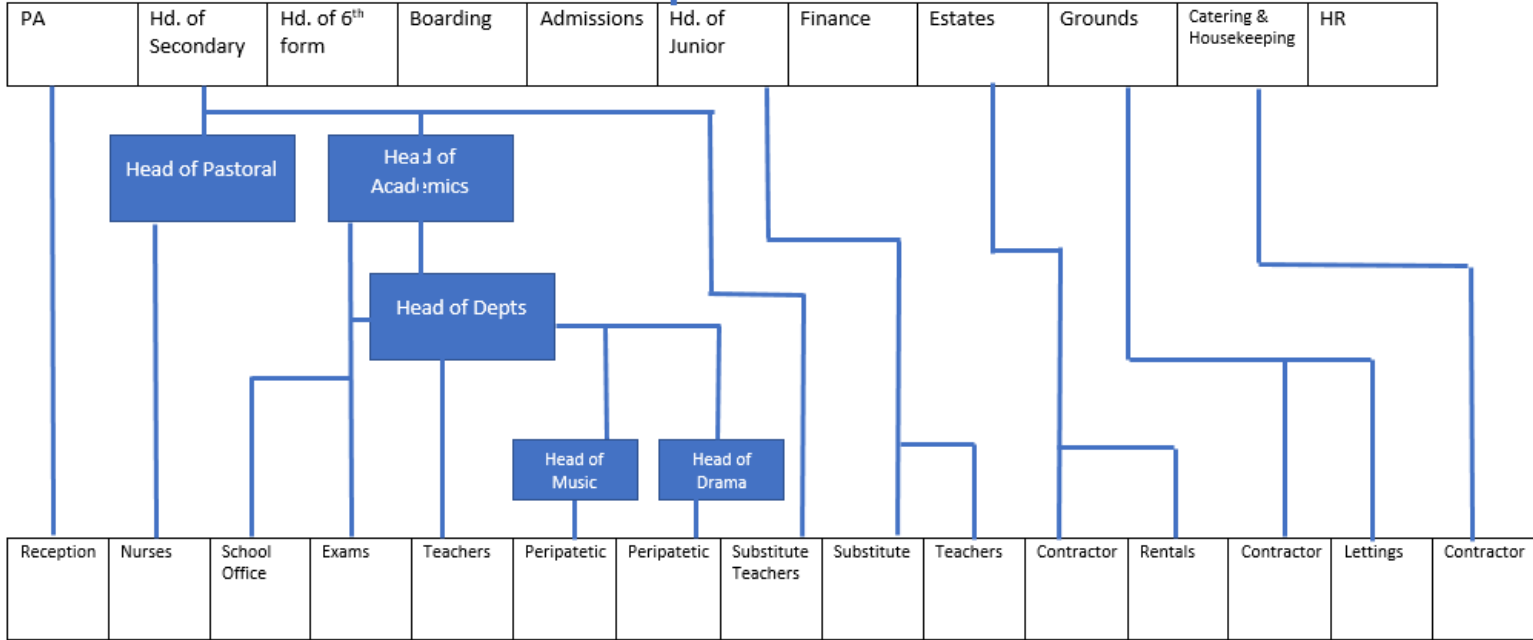 PA
Hd. of
Secondary
Hd. of 6th
form
Boarding
Admissions
Hd. of
Junior
Finance
Estates
Grounds
Catering &
Housekeeping
HR
Head of Pastoral
Head of
Academics
Head of Depts
Head of
Music
Head of
Drama
Reception
Nurses
School
Office
Exams
Teachers
Peripatetic
Peripatetic
Substitute
Teachers
Substitute
Teachers
Contractor
Rentals
Contractor
Lettings
Contractor